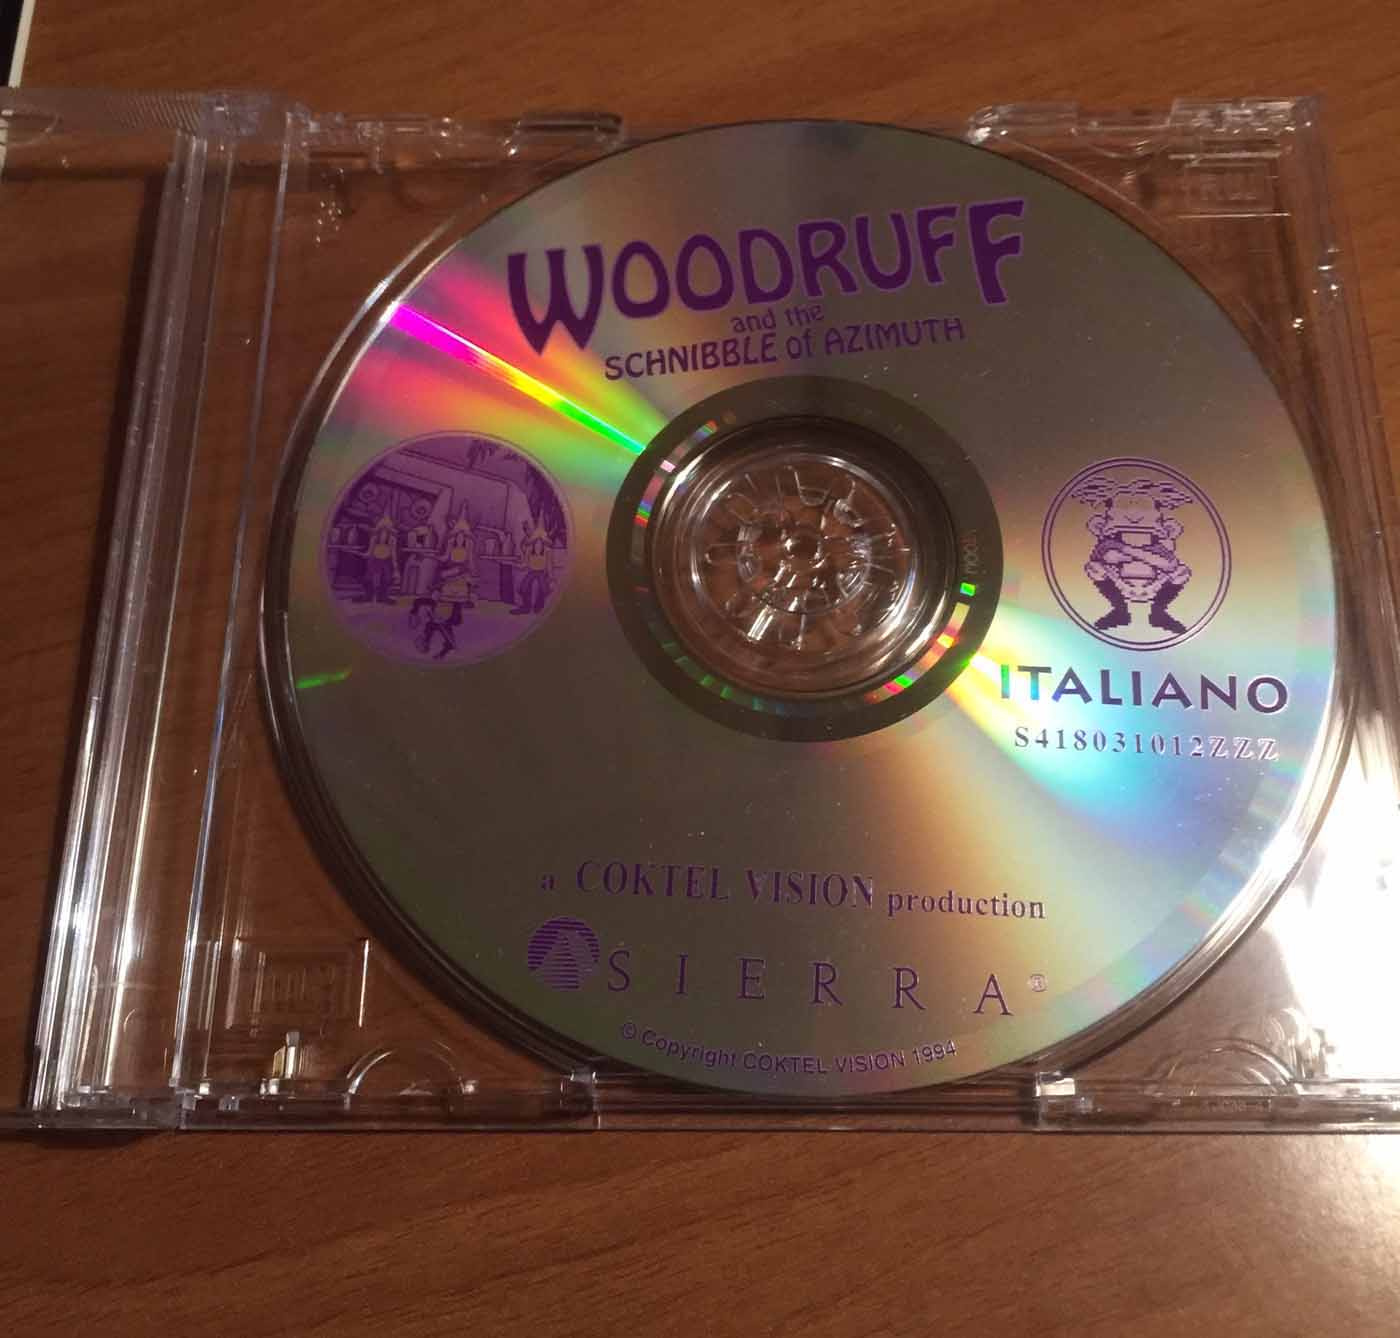 WOODRUFF
and the
SCHNIBBLE of AZIMUTH
ITALIANO
S418031012ZZZ
a COKTEL VISION production
SIERRA®
© Copyright COKTEL VISION 1994